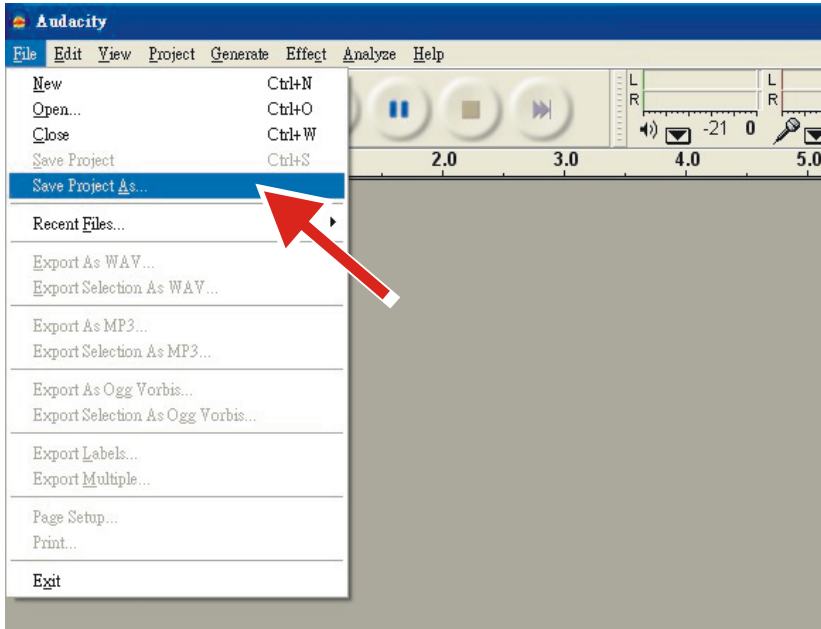 Audacity
File Edit View Project Generate Effect Analyze Help
New Ctrl+N
Open... Ctrl+O
Close Ctrl+W
Save Project Ctrl+S
Save Project As...
Recent Files...
Export As WAV...
Export Selection As WAV...
Export As MP3...
Export Selection As MP3...
Export As Ogg Vorbis...
Export Selection As Ogg Vorbis...
Export Labels...
Export Multiple...
Page Setup...
Print...
Exit
L L
R R
-21 0
2.0 3.0 4.0 5.0